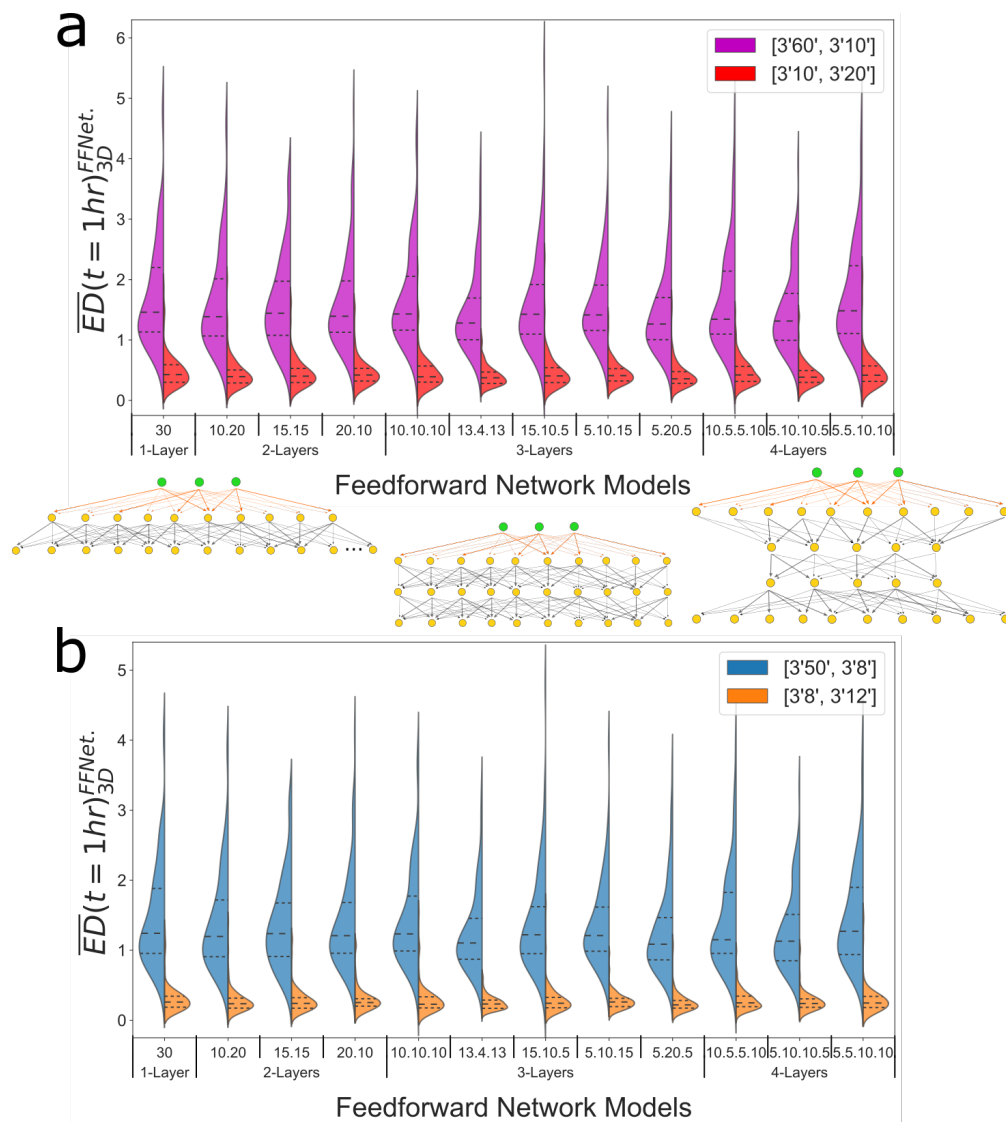 a
6
5
4
3
2
1
0
[3'60', 3'10']
[3'10', 3'20']
ED(t = 1hr) FFNet. 3D
30 10.20 15.15 20.10 10.10.10 13.4.13 15.10.5 5.10.15 5.20.5 10.5.5.10 5.10.10.5 5.5.10.10.
1-Layer 2-Layers 3-Layers 4-Layers
Feedforward Network Models
...
b
5
4
3
2
1
0
[3'50', 3'8']
[3'8', 3'12']
ED(t = 1hr) FFNet. 3D
30 10.20 15.15 20.10 10.10.10 13.4.13 15.10.5 5.10.15 5.20.5 10.5.5.10 5.10.10.5 5.5.10.10.
1-Layer 2-Layers 3-Layers 4-Layers
Feedforward Network Models